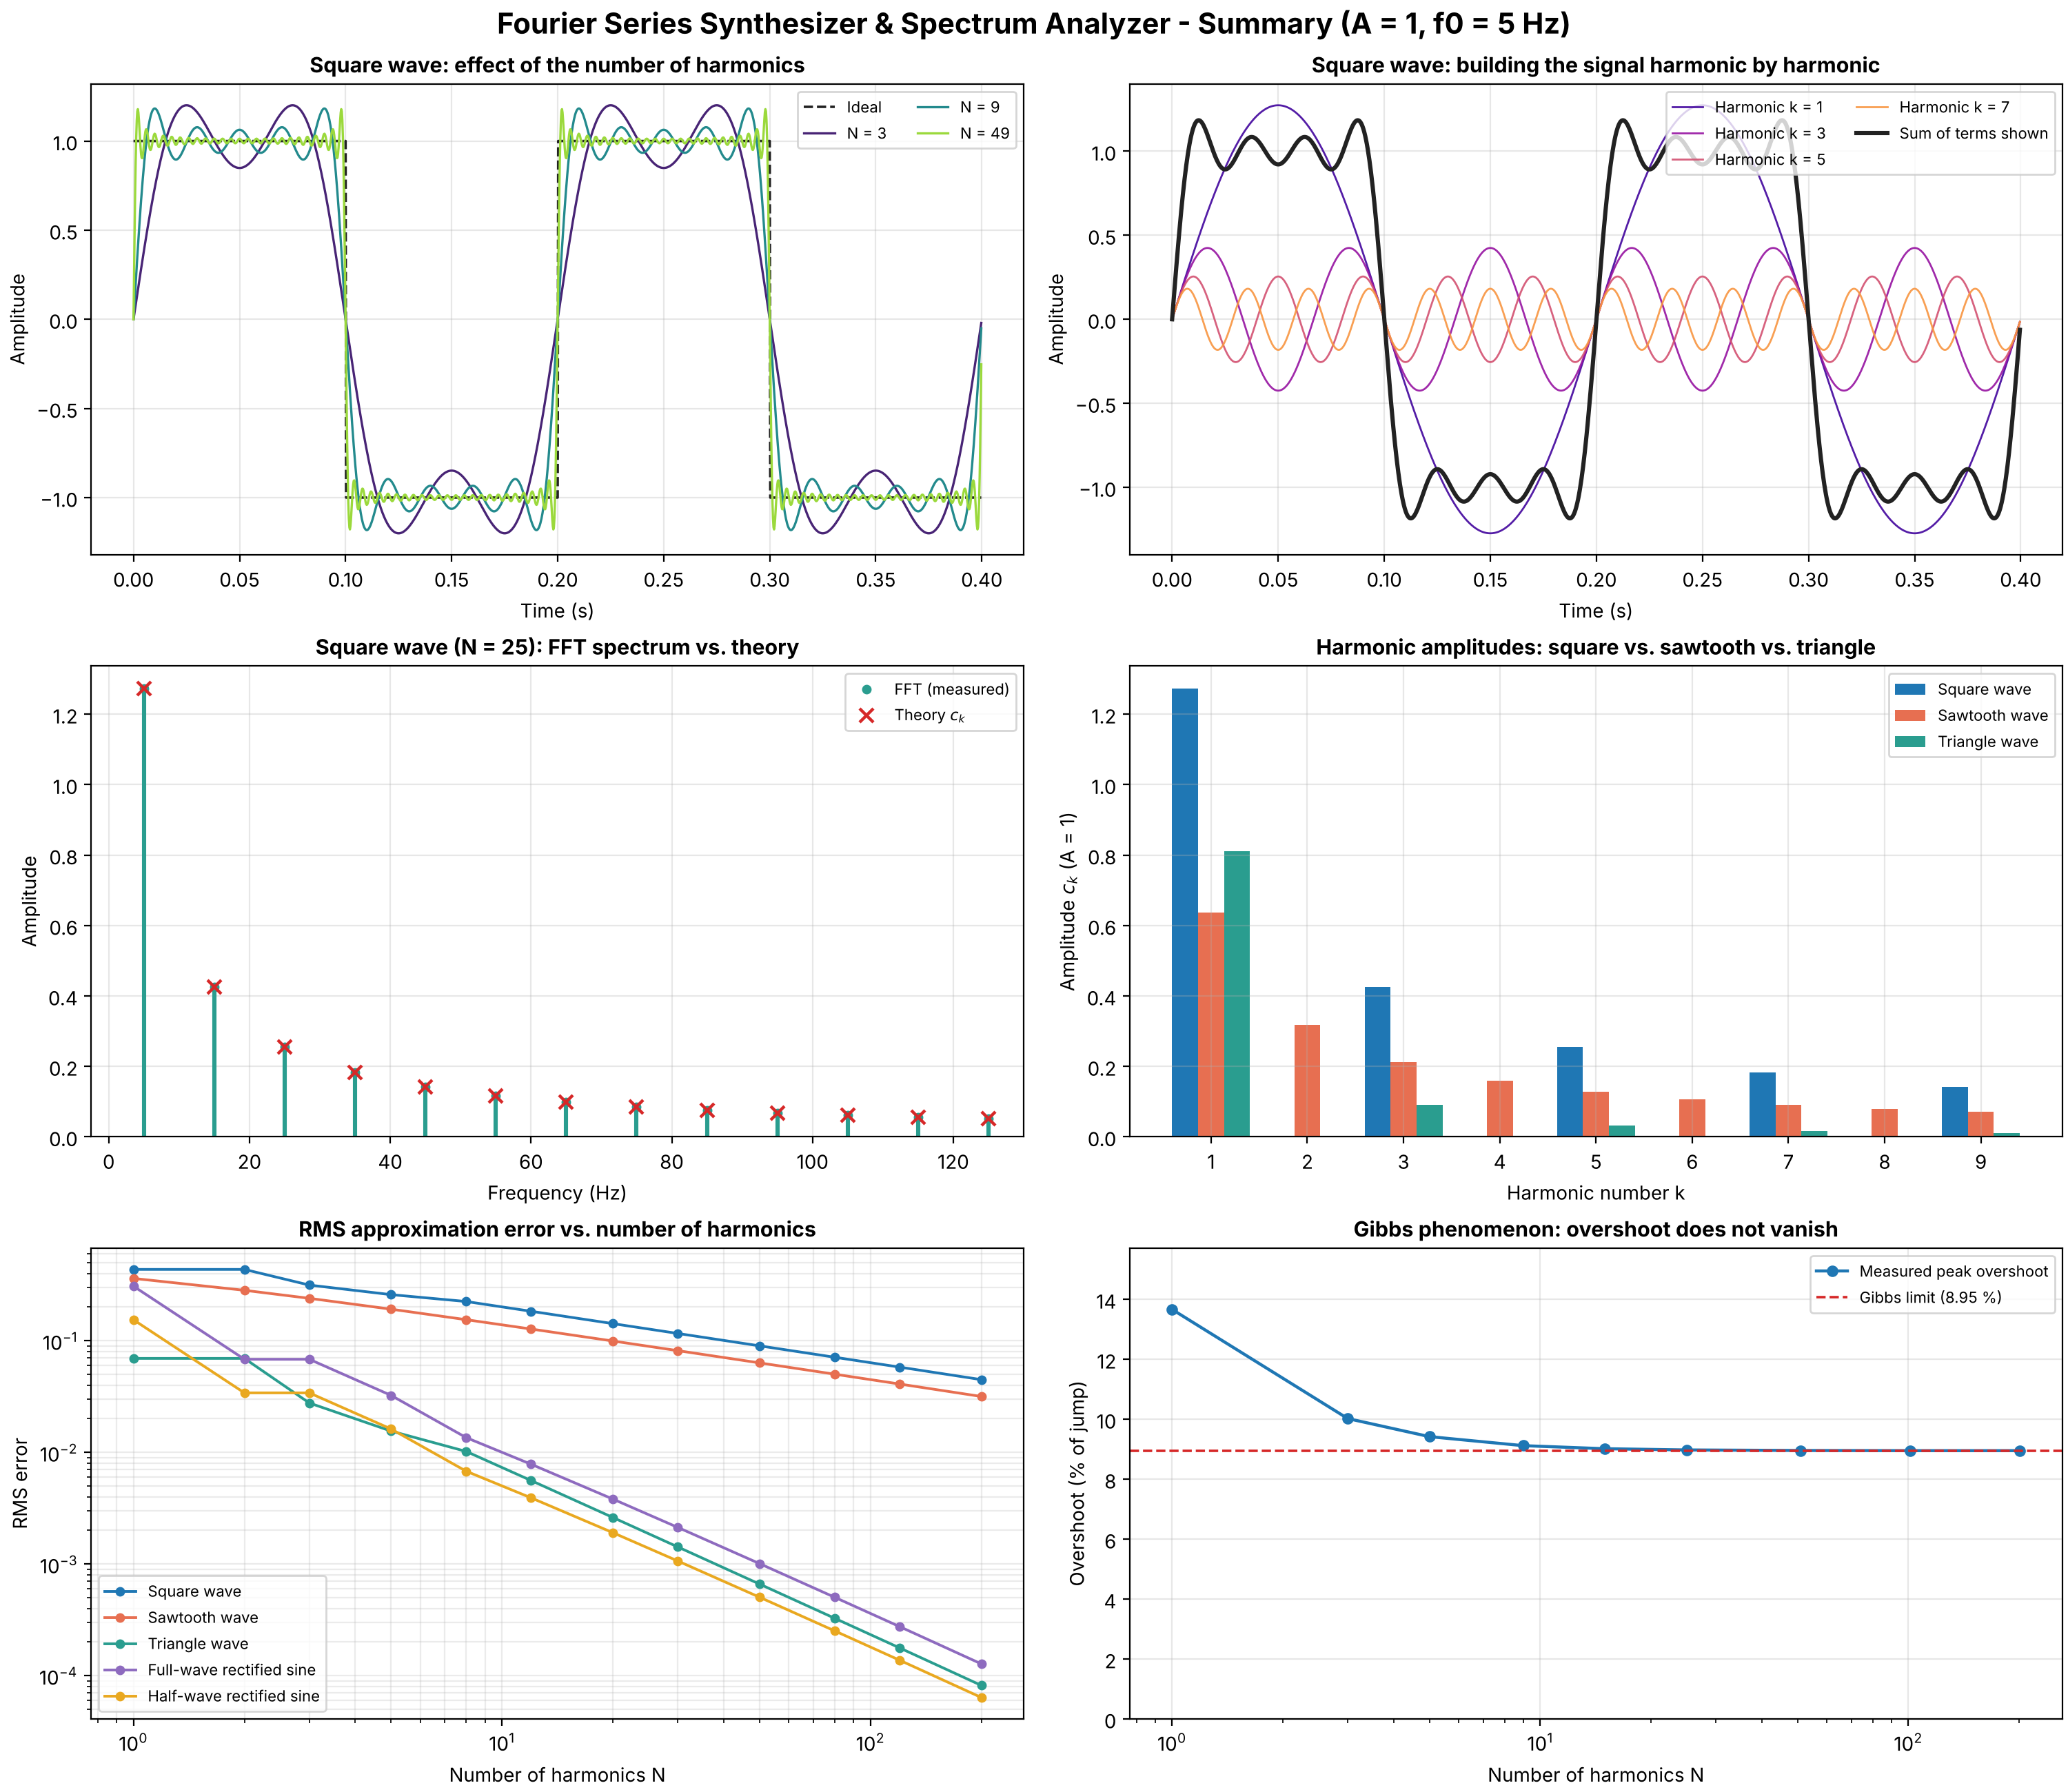 Fourier Series Synthesizer & Spectrum Analyzer - Summary (A = 1, f0 = 5 Hz)
Square wave: effect of the number of harmonics
Ideal
N = 3
N = 9
N = 49
1.0
0.5
0.0
−0.5
−1.0
Amplitude
0.00 0.05 0.10 0.15 0.20 0.25 0.30 0.35 0.40
Time (s)
Square wave: building the signal harmonic by harmonic
Harmonic k = 1
Harmonic k = 3
Harmonic k = 5
Harmonic k = 7
Sum of terms shown
1.0
0.5
0.0
−0.5
−1.0
Amplitude
0.00 0.05 0.10 0.15 0.20 0.25 0.30 0.35 0.40
Time (s)
Square wave (N = 25): FFT spectrum vs. theory
FFT (measured)
Theory $c_k$
1.2
1.0
0.8
0.6
0.4
0.2
0.0
Amplitude
0 20 40 60 80 100 120
Frequency (Hz)
Harmonic amplitudes: square vs. sawtooth vs. triangle
Square wave
Sawtooth wave
Triangle wave
1.2
1.0
0.8
0.6
0.4
0.2
0.0
Amplitude $c_k$ (A = 1)
1 2 3 4 5 6 7 8 9
Harmonic number k
RMS approximation error vs. number of harmonics
10⁻¹
10⁻²
10⁻³
10⁻⁴
RMS error
Square wave
Sawtooth wave
Triangle wave
Full-wave rectified sine
Half-wave rectified sine
10⁰ 10¹ 10²
Number of harmonics N
Gibbs phenomenon: overshoot does not vanish
Measured peak overshoot
Gibbs limit (8.95 %)
14
12
10
8
6
4
2
0
Overshoot (% of jump)
10⁰ 10¹ 10²
Number of harmonics N